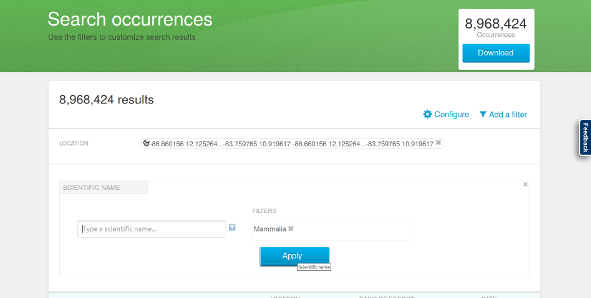 Search occurrences
Use the filters to customize search results
8,968,424
Occurrences
Download
8,968,424 results
Configure
Add a filter
Feedback
LOCATION
-86.660156 12.125264...-83.759765 10.919617 -86.660156 12.125264...-83.759765 10.919617
SCIENTIFIC NAME
Type a scientific name...
FILTERS
Mammalia
Apply
Scientific name
LOCATION
BASIS OF RECORD
DATE